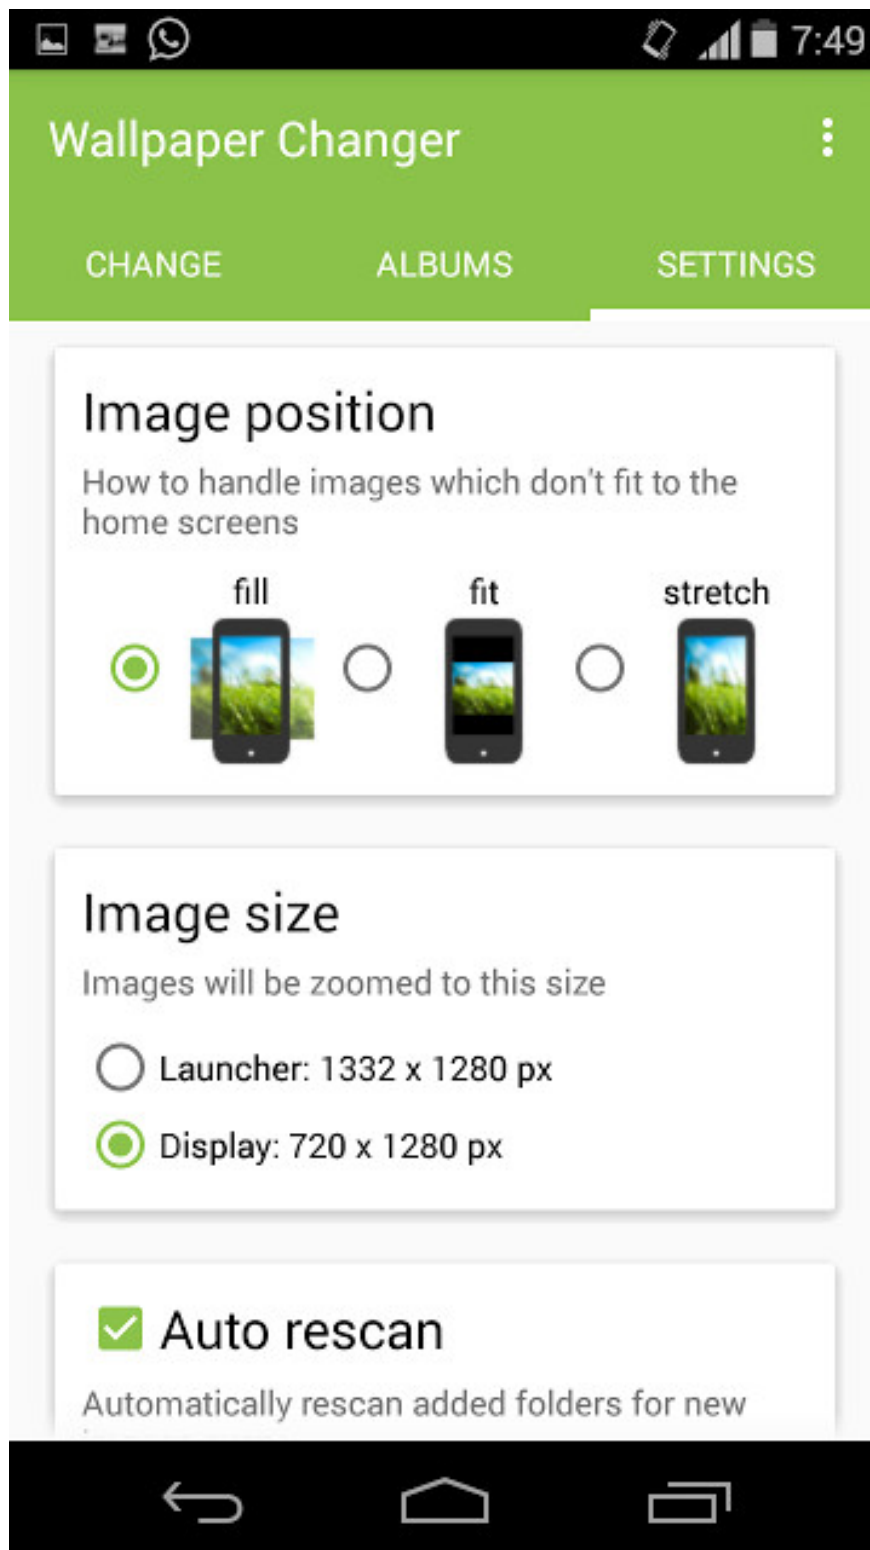 7:49
Wallpaper Changer
CHANGE ALBUMS SETTINGS
Image position
How to handle images which don't fit to the
home screens
fill fit stretch
Image size
Images will be zoomed to this size
Launcher: 1332 x 1280 px
Display: 720 x 1280 px
Auto rescan
Automatically rescan added folders for new